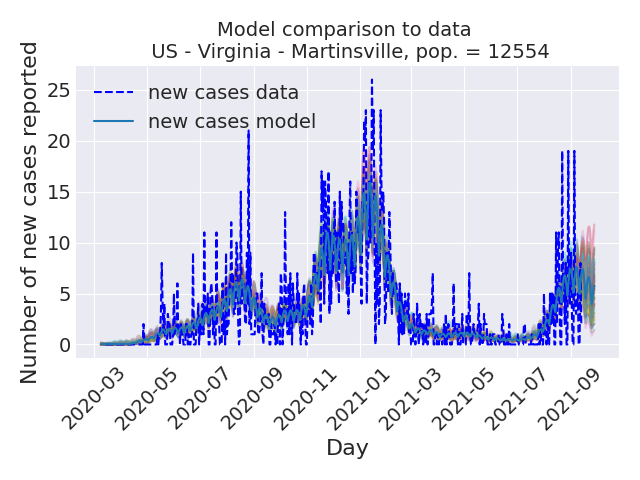 Model comparison to data
US - Virginia - Martinsville, pop. = 12554
Number of new cases reported
25
20
15
10
5
0
new cases data
new cases model
2020-03
2020-05
2020-07
2020-09
2020-11
2021-01
2021-03
2021-05
2021-07
2021-09
Day